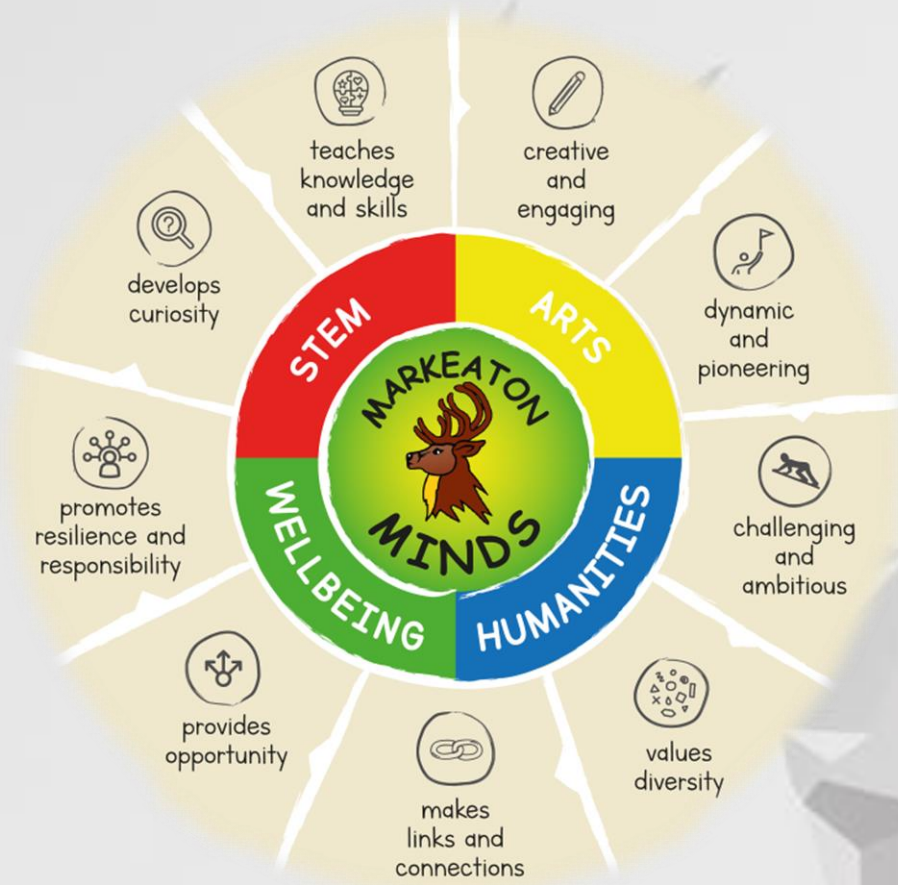 teaches
knowledge
and skills
creative
and
engaging
develops
curiosity
dynamic
and
pioneering
STEM
ARTS
MARKEATON
MINDS
WELLBEING
HUMANITIES
promotes
resilience and
responsibility
challenging
and
ambitious
provides
opportunity
makes
links and
connections
values
diversity